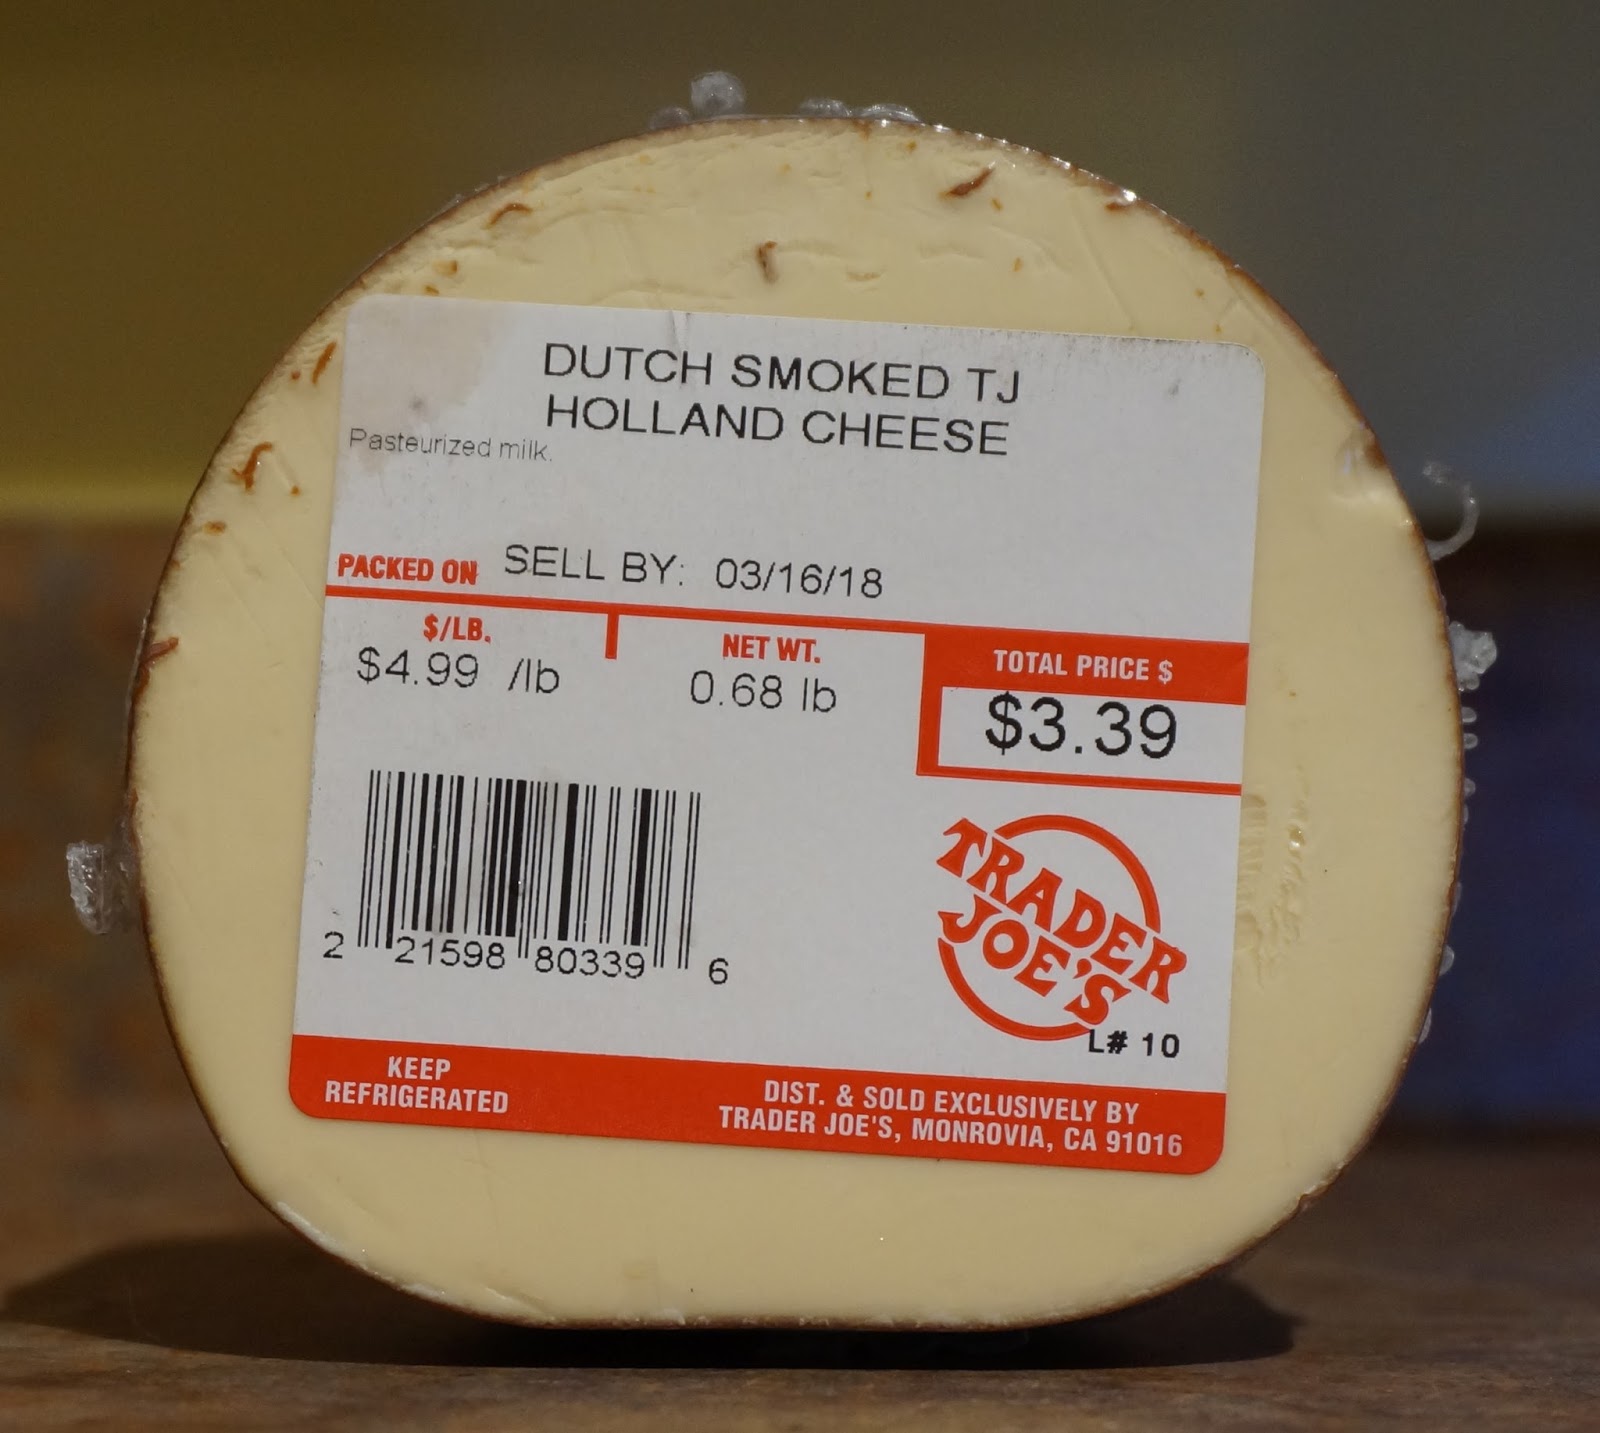 DUTCH SMOKED TJ
HOLLAND CHEESE
Pasteurized milk.
PACKED ON SELL BY: 03/16/18
$/LB. NET WT. TOTAL PRICE $
$4.99 /lb 0.68 lb $3.39
2 21598 80339 6
TRADER
JOE'S
L# 10
KEEP
REFRIGERATED
DIST. & SOLD EXCLUSIVELY BY
TRADER JOE'S, MONROVIA, CA 91016